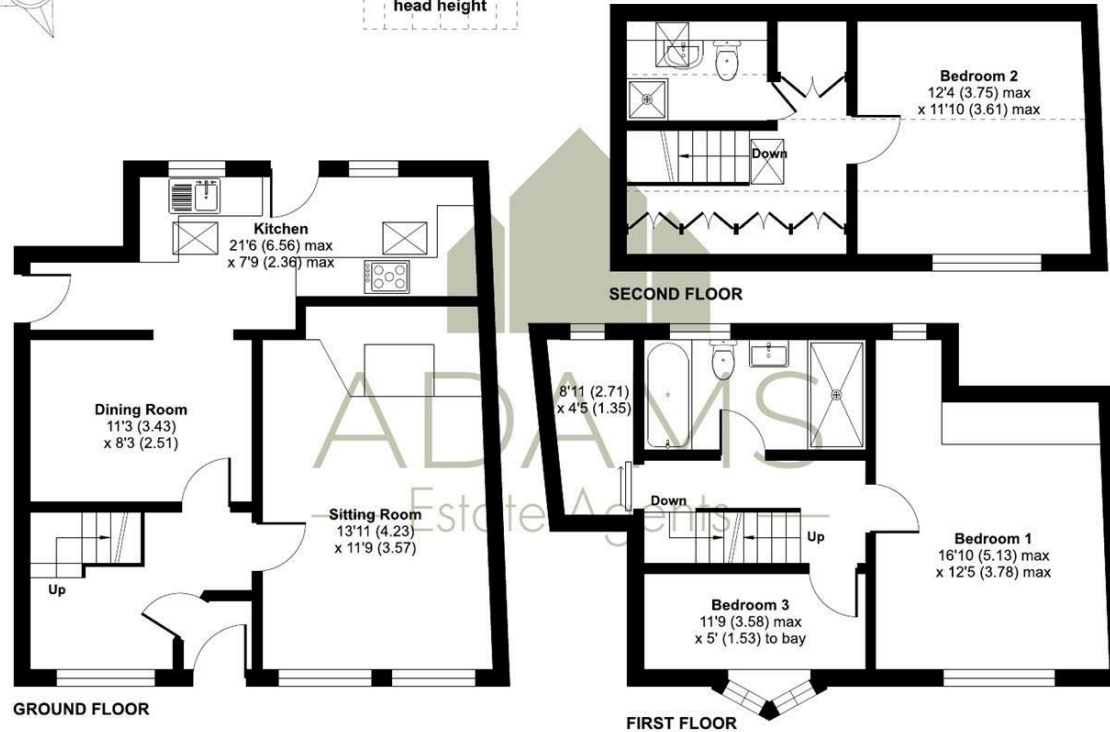 head height
Bedroom 2
12'4 (3.75) max
x 11'10 (3.61) max
Down
SECOND FLOOR
Kitchen
21'6 (6.56) max
x 7'9 (2.36) max
Dining Room
11'3 (3.43)
x 8'3 (2.51)
Sitting Room
13'11 (4.23)
x 11'9 (3.57)
Up
GROUND FLOOR
8'11 (2.71)
x 4'5 (1.35)
Down
Up
Bedroom 1
16'10 (5.13) max
x 12'5 (3.78) max
Bedroom 3
11'9 (3.58) max
x 5' (1.53) to bay
FIRST FLOOR
ADAMS
Estate Agents